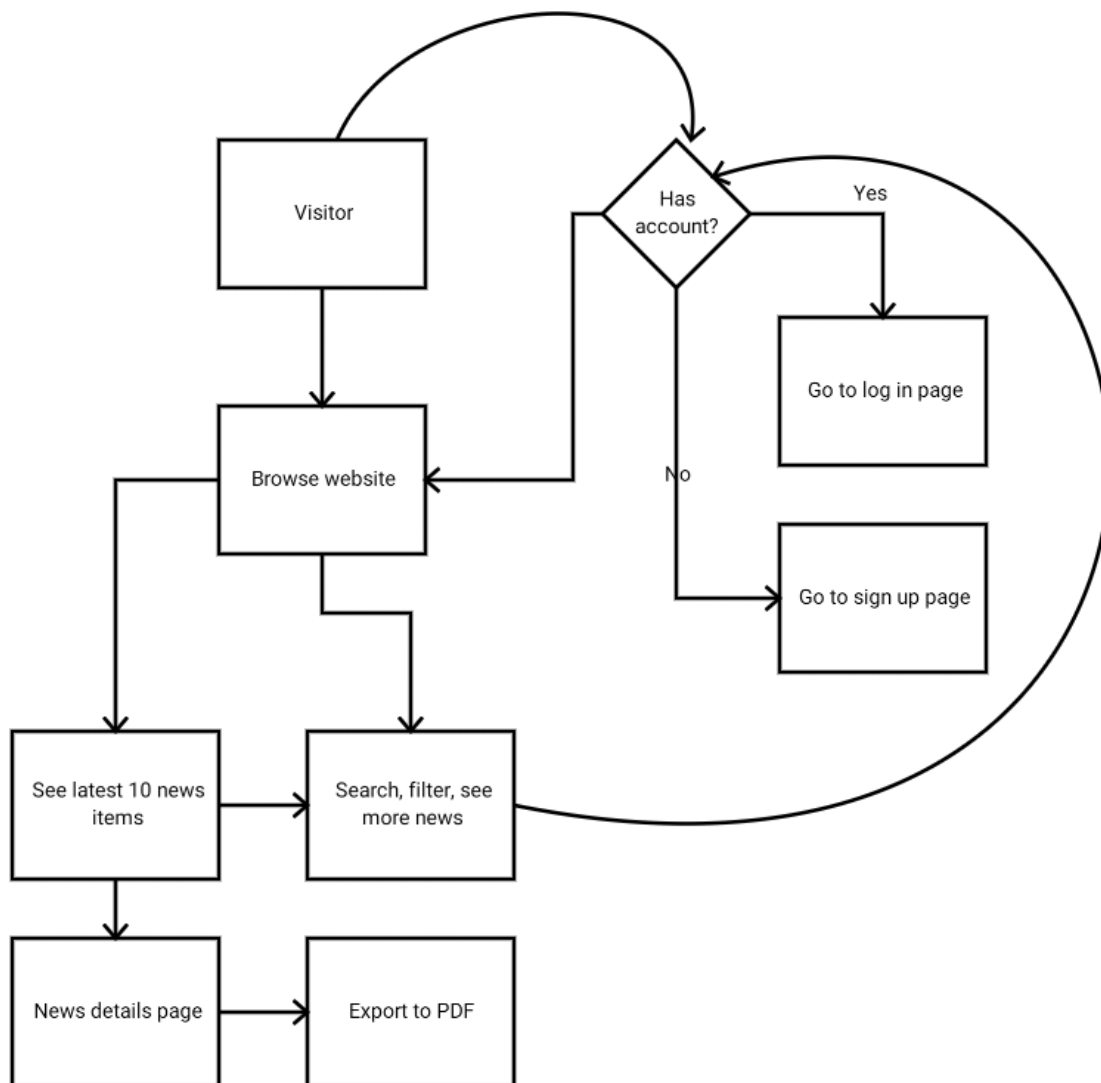 Visitor
Has
account?
Yes
Go to log in page
Browse website
No
Go to sign up page
See latest 10 news
items
Search, filter, see
more news
News details page
Export to PDF